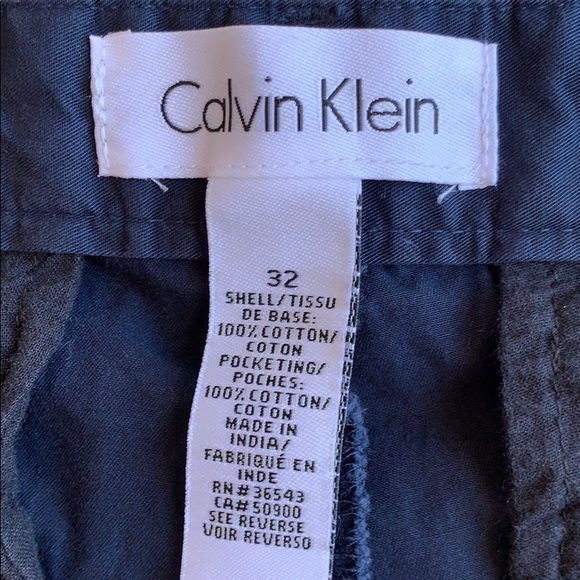 Calvin Klein
32
SHELL/TISSU
DE BASE:
100% COTTON/
COTON
POCKETING/
POCHES:
100% COTTON/
COTON
MADE IN
INDIA/
FABRIQUÉ EN
INDE
RN#36543
CA#50900
SEE REVERSE
VOIR REVERSO